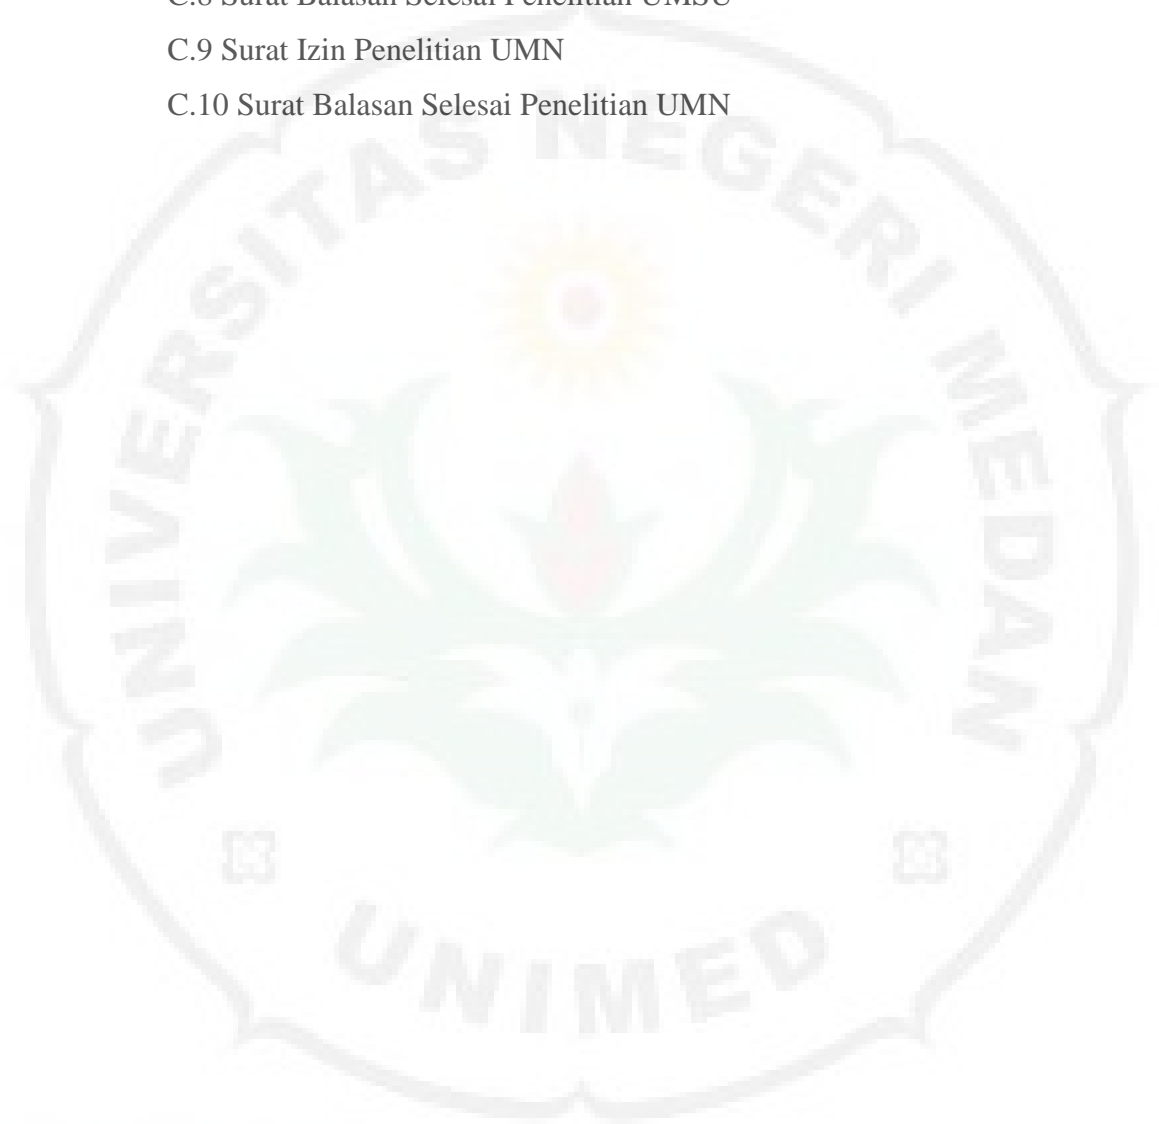 C.8 Surat Balasan Selesai Penelitian UMSU
C.9 Surat Izin Penelitian UMN
C.10 Surat Balasan Selesai Penelitian UMN
UNIVERSITAS NEGERI MEDAN
UNIMED